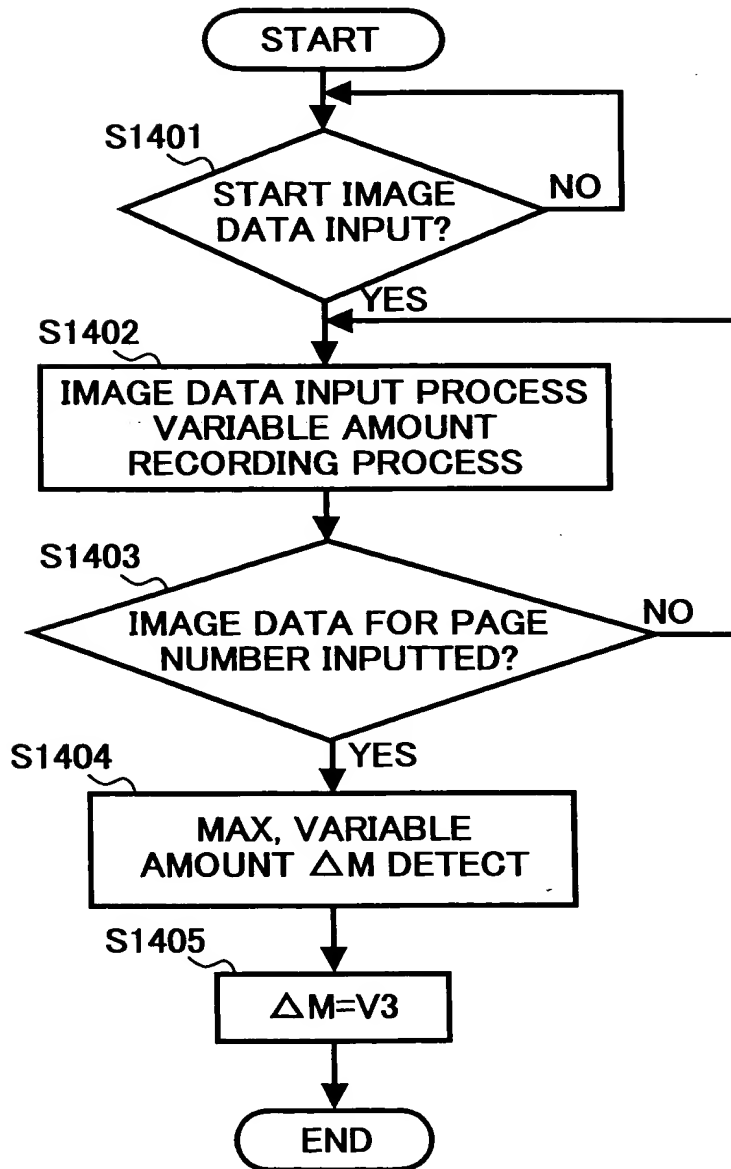 START
S1401
START IMAGE
DATA INPUT?
NO
YES
S1402
IMAGE DATA INPUT PROCESS
VARIABLE AMOUNT
RECORDING PROCESS
S1403
IMAGE DATA FOR PAGE
NUMBER INPUTTED?
NO
YES
S1404
MAX, VARIABLE
AMOUNT △M DETECT
S1405
△M=V3
END